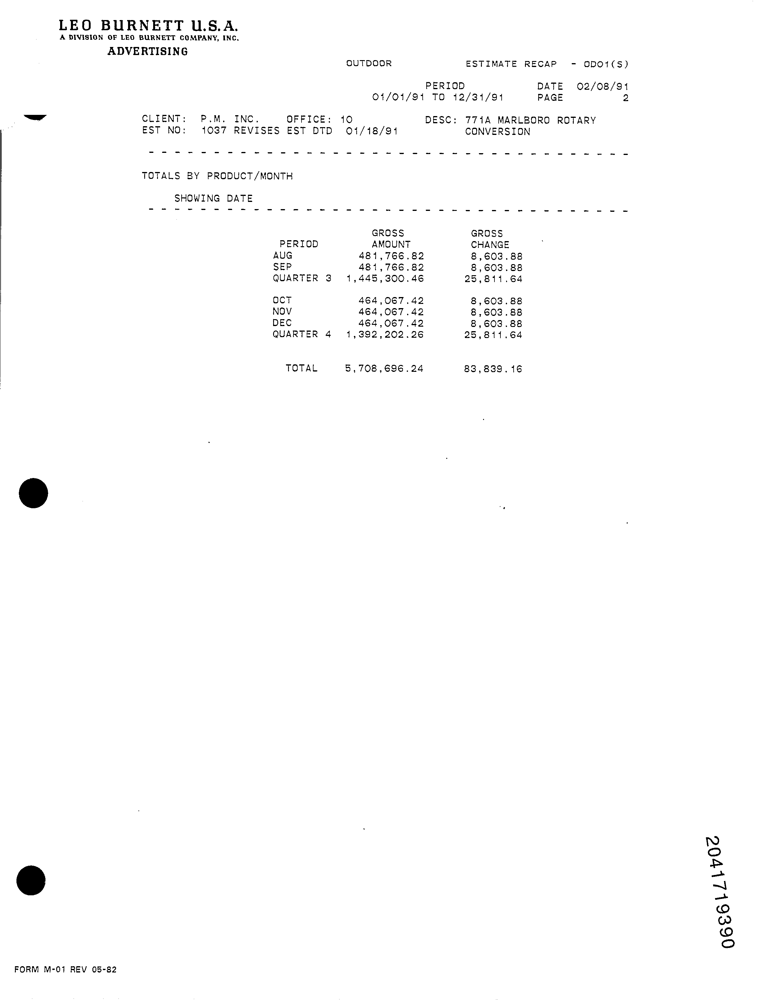 LEO BURNETT U.S.A.
A DIVISION OF LEO BURNETT COMPANY, INC.
ADVERTISING
OUTDOOR ESTIMATE RECAP - OD01(S)
PERIOD DATE 02/08/91
01/01/91 TO 12/31/91 PAGE 2
CLIENT: P.M. INC. OFFICE: 10 DESC: 771A MARLBORO ROTARY
EST NO: 1037 REVISES EST DTD 01/18/91 CONVERSION
- - - - - - - - - - - - - - - - - - - - - - - - - - - - - - - - - - - - -
TOTALS BY PRODUCT/MONTH
SHOWING DATE
- - - - - - - - - - - - - - - - - - - - - - - - - - - - - - - - - - - - -
GROSS GROSS
PERIOD AMOUNT CHANGE
AUG 481,766.82 8,603.88
SEP 481,766.82 8,603.88
QUARTER 3 1,445,300.46 25,811.64
OCT 464,067.42 8,603.88
NOV 464,067.42 8,603.88
DEC 464,067.42 8,603.88
QUARTER 4 1,392,202.26 25,811.64
TOTAL 5,708,696.24 83,839.16
2041719390
FORM M-01 REV 05-82